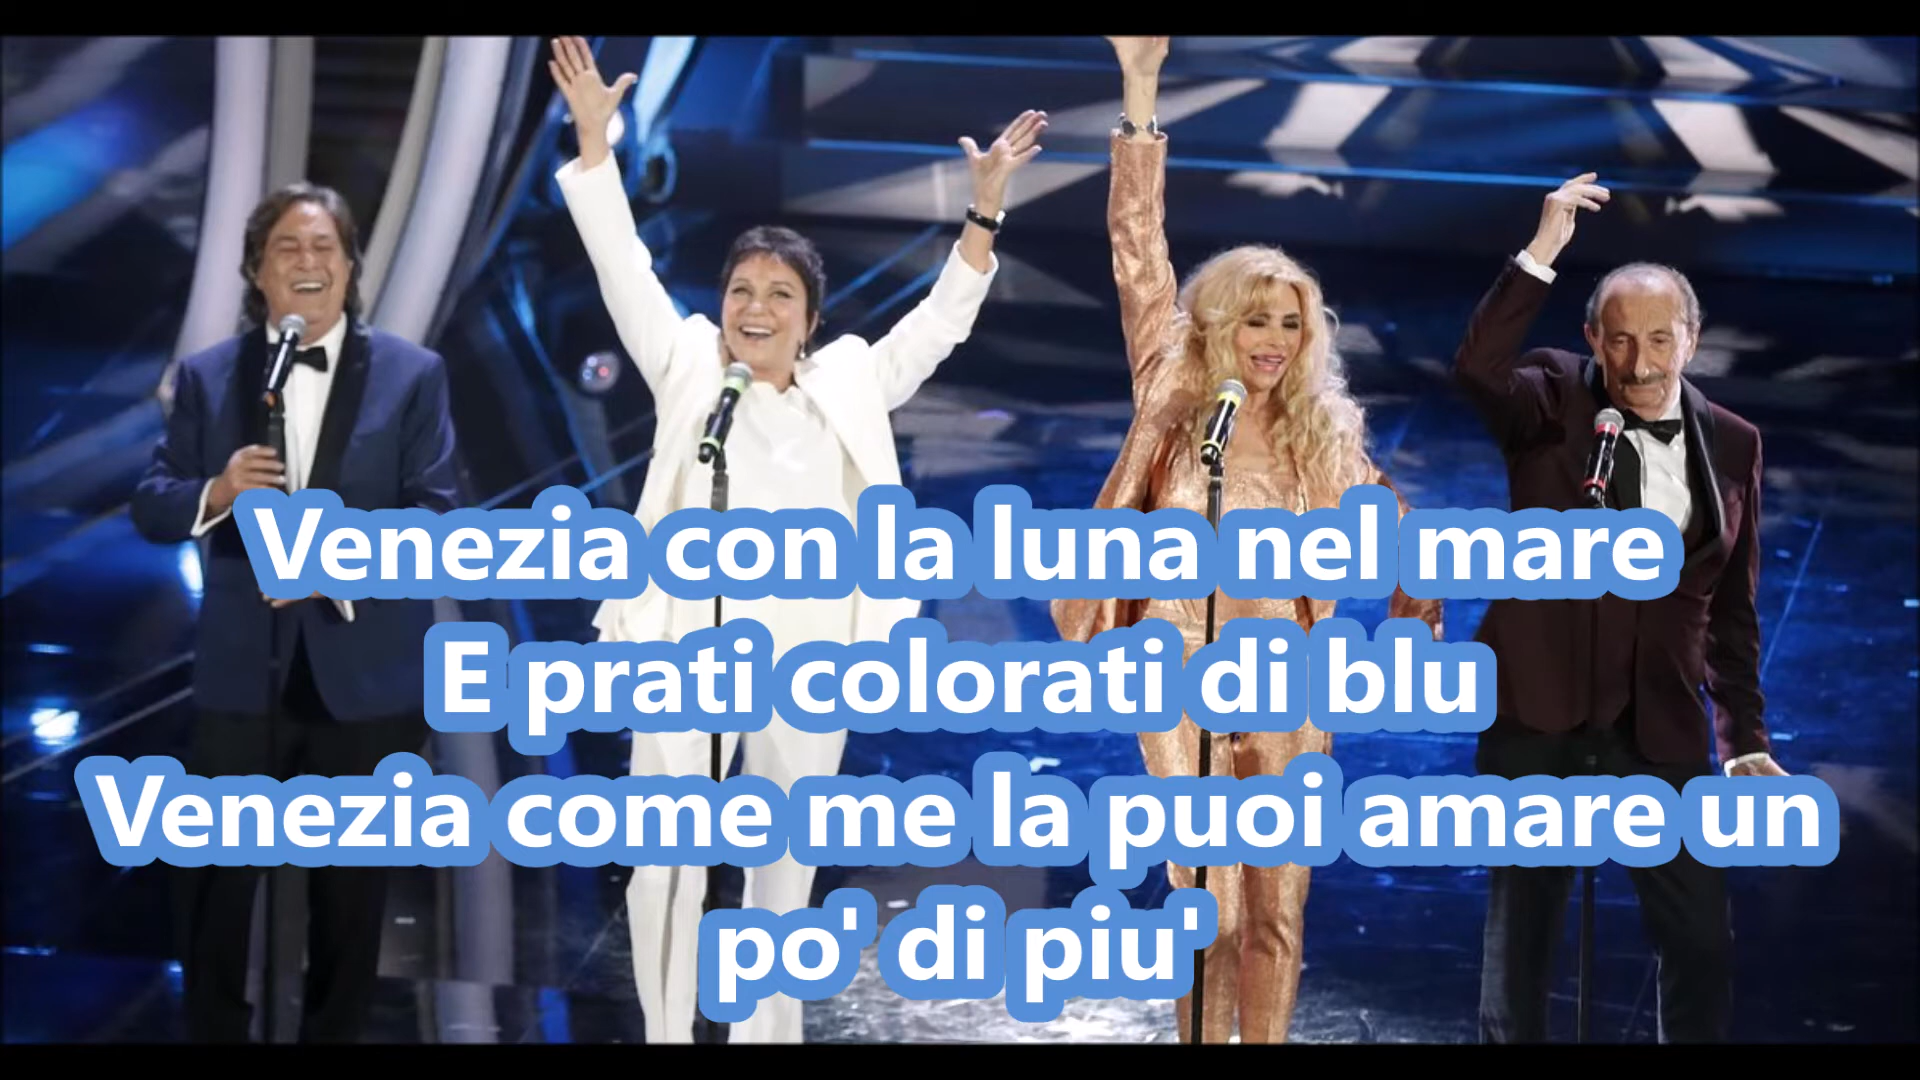 Venezia con la luna nel mare
E prati colorati di blu
Venezia come me la puoi amare un
po' di piu'